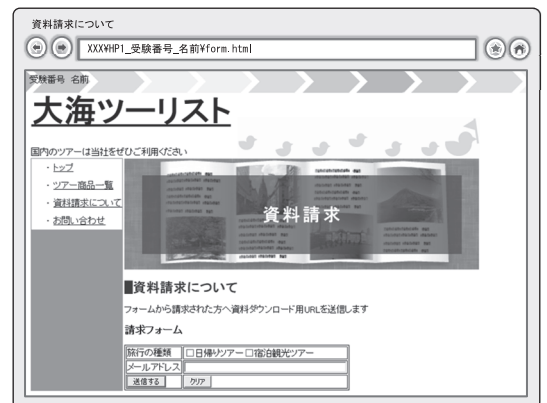 資料請求について
XXX¥HP1_受験番号_名前¥form.html
受験番号 名前
大海ツーリスト
国内のツアーは当社をぜひご利用ください
・トップ
・ツアー商品一覧
・資料請求について
・お問い合わせ
資料請求
■資料請求について
フォームから請求された方へ資料ダウンロード用URLを送信します
請求フォーム
旅行の種類 □日帰りツアー□宿泊観光ツアー
メールアドレス
送信する クリア